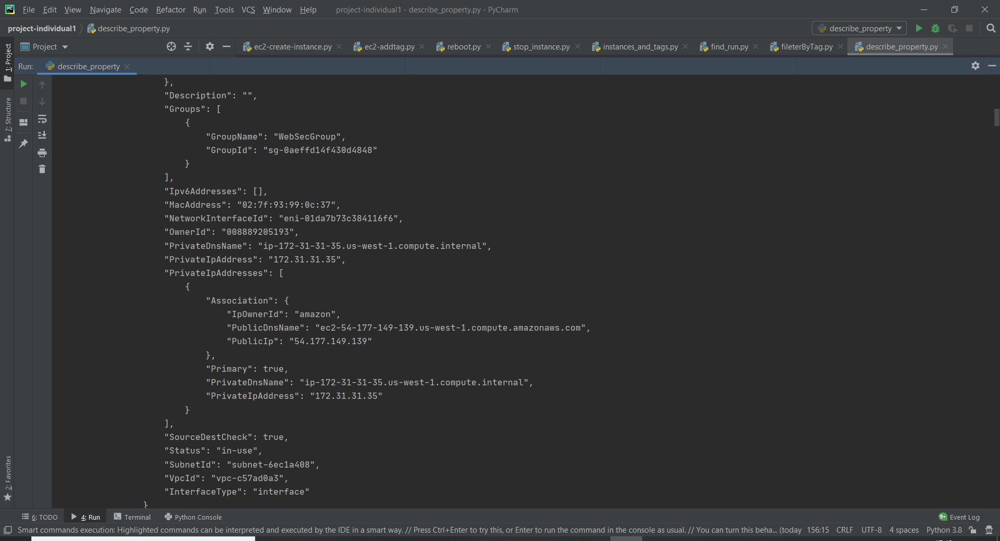 File Edit View Navigate Code Refactor Run Tools VCS Window Help project-individual1 - describe_property.py - PyCharm
project-individual1 describe_property.py describe_property
Project ec2-create-instance.py ec2-addtag.py reboot.py stop_instance.py instances_and_tags.py find_run.py fileterByTag.py describe_property.py
Run: describe_property
1: Project
7: Structure
2: Favorites
},
"Description": "",
"Groups": [
{
"GroupName": "WebSecGroup",
"GroupId": "sg-0aeffd14f430d4848"
}
],
"Ipv6Addresses": [],
"MacAddress": "02:7f:93:99:0c:37",
"NetworkInterfaceId": "eni-01da7b73c384116f6",
"OwnerId": "008889205193",
"PrivateDnsName": "ip-172-31-31-35.us-west-1.compute.internal",
"PrivateIpAddress": "172.31.31.35",
"PrivateIpAddresses": [
{
"Association": {
"IpOwnerId": "amazon",
"PublicDnsName": "ec2-54-177-149-139.us-west-1.compute.amazonaws.com",
"PublicIp": "54.177.149.139"
},
"Primary": true,
"PrivateDnsName": "ip-172-31-31-35.us-west-1.compute.internal",
"PrivateIpAddress": "172.31.31.35"
}
],
"SourceDestCheck": true,
"Status": "in-use",
"SubnetId": "subnet-6ec1a408",
"VpcId": "vpc-c57ad0a3",
"InterfaceType": "interface"
}
6: TODO 4: Run Terminal Python Console 9+ Event Log
Smart commands execution: Highlighted commands can be interpreted and executed by the IDE in a smart way. // Press Ctrl+Enter to try this, or Enter to run the command in the console as usual. // You can turn this beha... (today 156:15 CRLF UTF-8 4 spaces Python 3.8